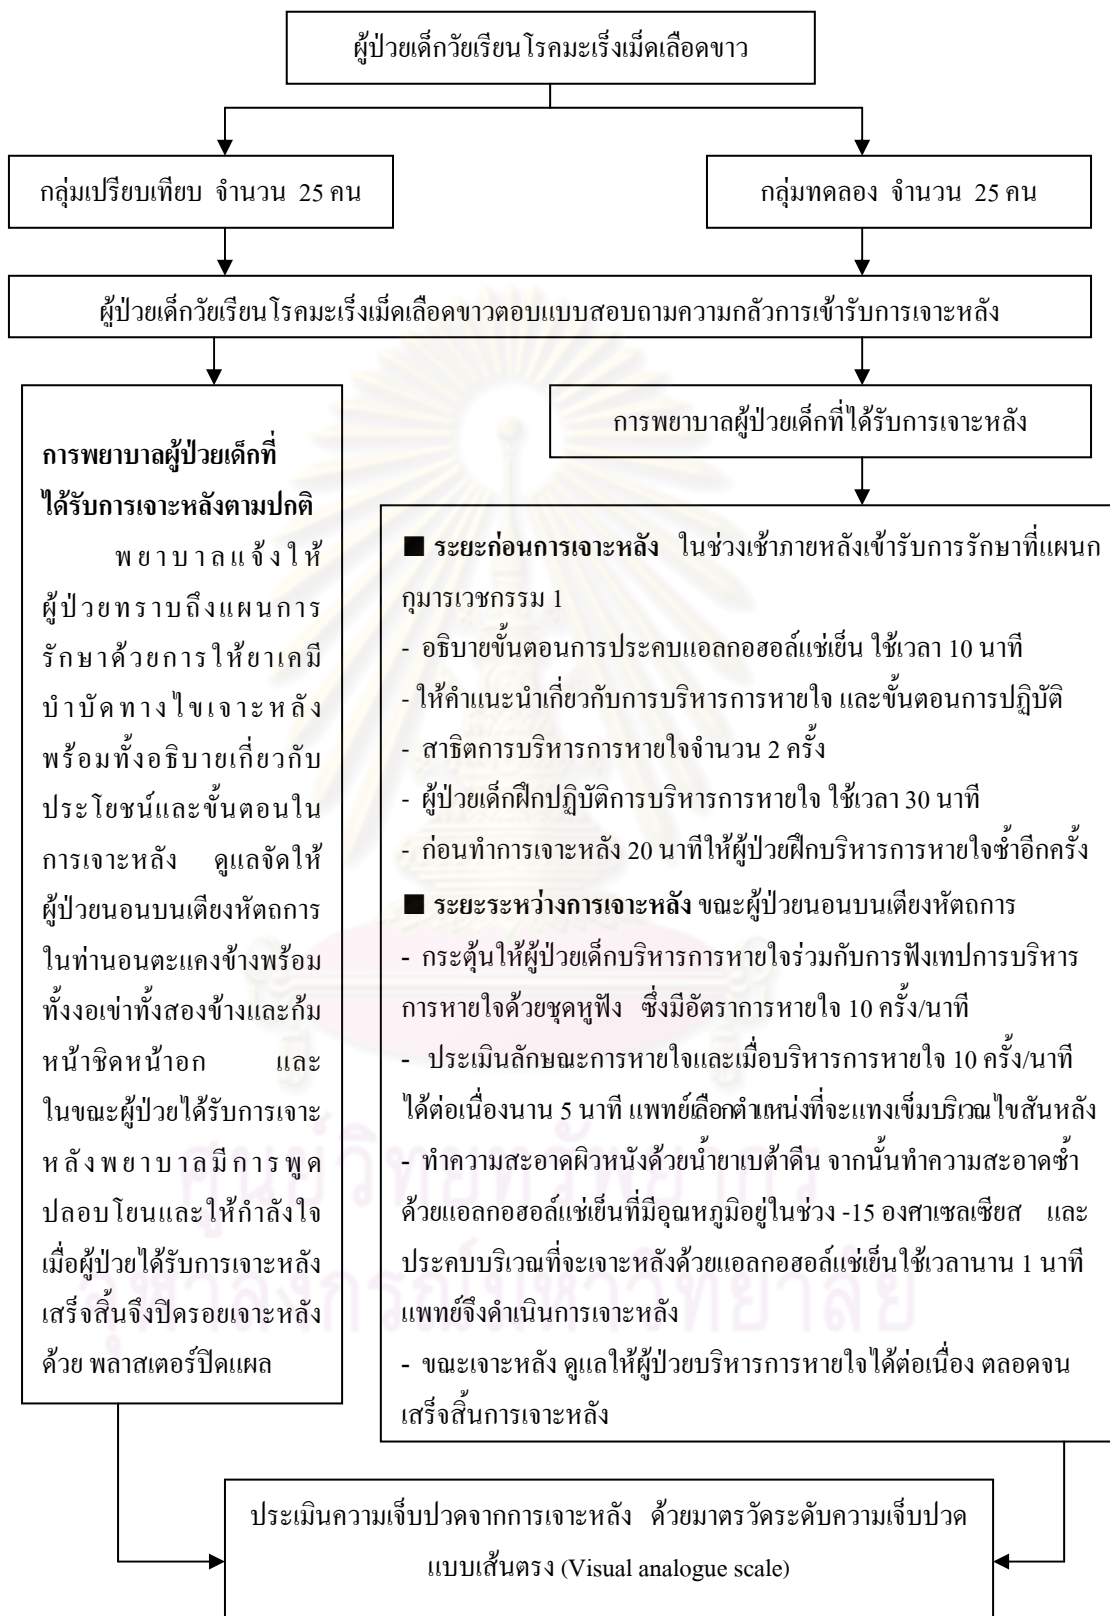 ผู้ป่วยเด็กวัยเรียนโรคมะเร็งเม็ดเลือดขาว
กลุ่มเปรียบเทียบ จำนวน 25 คน
กลุ่มทดลอง จำนวน 25 คน
ผู้ป่วยเด็กวัยเรียนโรคมะเร็งเม็ดเลือดขาวตอบแบบสอบถามความกลัวการเข้ารับการเจาะหลัง
การพยาบาลผู้ป่วยเด็กที่
ได้รับการเจาะหลังตามปกติ
พยาบาลแจ้งให้
ผู้ป่วยทราบถึงแผนการ
รักษาด้วยการให้ยาเคมี
บำบัดทางไขเจาะหลัง
พร้อมทั้งอธิบายเกี่ยวกับ
ประโยชน์และขั้นตอนใน
การเจาะหลัง ดูแลจัดให้
ผู้ป่วยนอนบนเตียงหัตถการ
ในท่านอนตะแคงข้างพร้อม
ทั้งงอเข่าทั้งสองข้างและก้ม
หน้าชิดหน้าอก และ
ในขณะผู้ป่วยได้รับการเจาะ
หลังพยาบาลมีการพูด
ปลอบโยนและให้กำลังใจ
เมื่อผู้ป่วยได้รับการเจาะหลัง
เสร็จสิ้นจึงปิดรอยเจาะหลัง
ด้วย พลาสเตอร์ปิดแผล
การพยาบาลผู้ป่วยเด็กที่ได้รับการเจาะหลัง
■ ระยะก่อนการเจาะหลัง ในช่วงเช้าภายหลังเข้ารับการรักษาที่แผนก
กุมารเวชกรรม 1
- อธิบายขั้นตอนการประคบแอลกอฮอล์แช่เย็น ใช้เวลา 10 นาที
- ให้คำแนะนำเกี่ยวกับการบริหารการหายใจ และขั้นตอนการปฏิบัติ
- สาธิตการบริหารการหายใจจำนวน 2 ครั้ง
- ผู้ป่วยเด็กฝึกปฏิบัติการบริหารการหายใจ ใช้เวลา 30 นาที
- ก่อนทำการเจาะหลัง 20 นาทีให้ผู้ป่วยฝึกบริหารการหายใจซ้ำอีกครั้ง
■ ระยะระหว่างการเจาะหลัง ขณะผู้ป่วยนอนบนเตียงหัตถการ
- กระตุ้นให้ผู้ป่วยเด็กบริหารการหายใจร่วมกับการฟังเทปการบริหาร
การหายใจด้วยชุดหูฟัง ซึ่งมีอัตราการหายใจ 10 ครั้ง/นาที
- ประเมินลักษณะการหายใจและเมื่อบริหารการหายใจ 10 ครั้ง/นาที
ได้ต่อเนื่องนาน 5 นาที แพทย์เลือกตำแหน่งที่จะแทงเข็มบริเวณไขสันหลัง
- ทำความสะอาดผิวหนังด้วยน้ำยาเบต้าดีน จากนั้นทำความสะอาดซ้ำ
ด้วยแอลกอฮอล์แช่เย็นที่มีอุณหภูมิอยู่ในช่วง -15 องศาเซลเซียส และ
ประคบบริเวณที่จะเจาะหลังด้วยแอลกอฮอล์แช่เย็นใช้เวลานาน 1 นาที
แพทย์จึงดำเนินการเจาะหลัง
- ขณะเจาะหลัง ดูแลให้ผู้ป่วยบริหารการหายใจได้ต่อเนื่อง ตลอดจน
เสร็จสิ้นการเจาะหลัง
ศูนย์วิทยทรัพยากร
จุฬาลงกรณ์มหาวิทยาลัย
ประเมินความเจ็บปวดจากการเจาะหลัง ด้วยมาตรวัดระดับความเจ็บปวด
แบบเส้นตรง (Visual analogue scale)